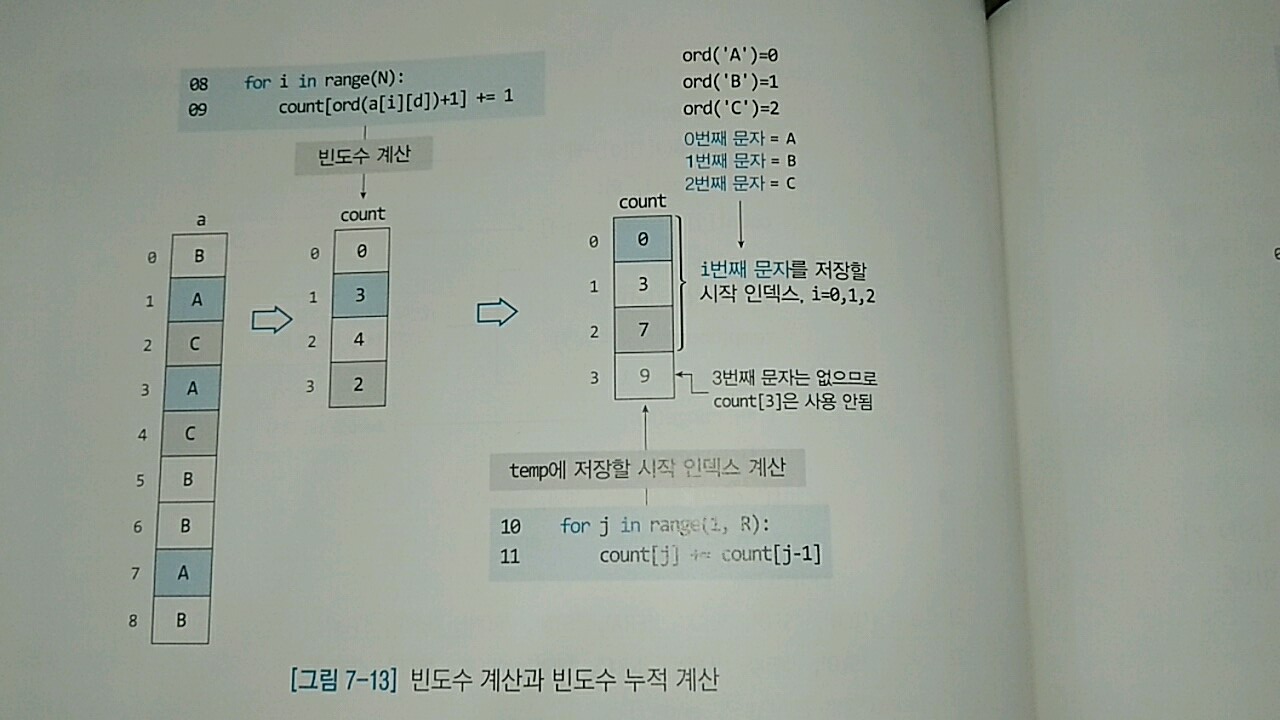 08 for i in range(N):
09 count[ord(a[i][d])+1] += 1
빈도수 계산
ord('A')=0
ord('B')=1
ord('C')=2
0번째 문자 = A
1번째 문자 = B
2번째 문자 = C
a
0 B
1 A
2 C
3 A
4 C
5 B
6 B
7 A
8 B
count
0 0
1 3
2 4
3 2
count
0 0
1 3
2 7
3 9
i번째 문자를 저장할
시작 인덱스, i=0,1,2
3번째 문자는 없으므로
count[3]은 사용 안됨
temp에 저장할 시작 인덱스 계산
10 for j in range(1, R):
11 count[j] += count[j-1]
[그림 7-13] 빈도수 계산과 빈도수 누적 계산